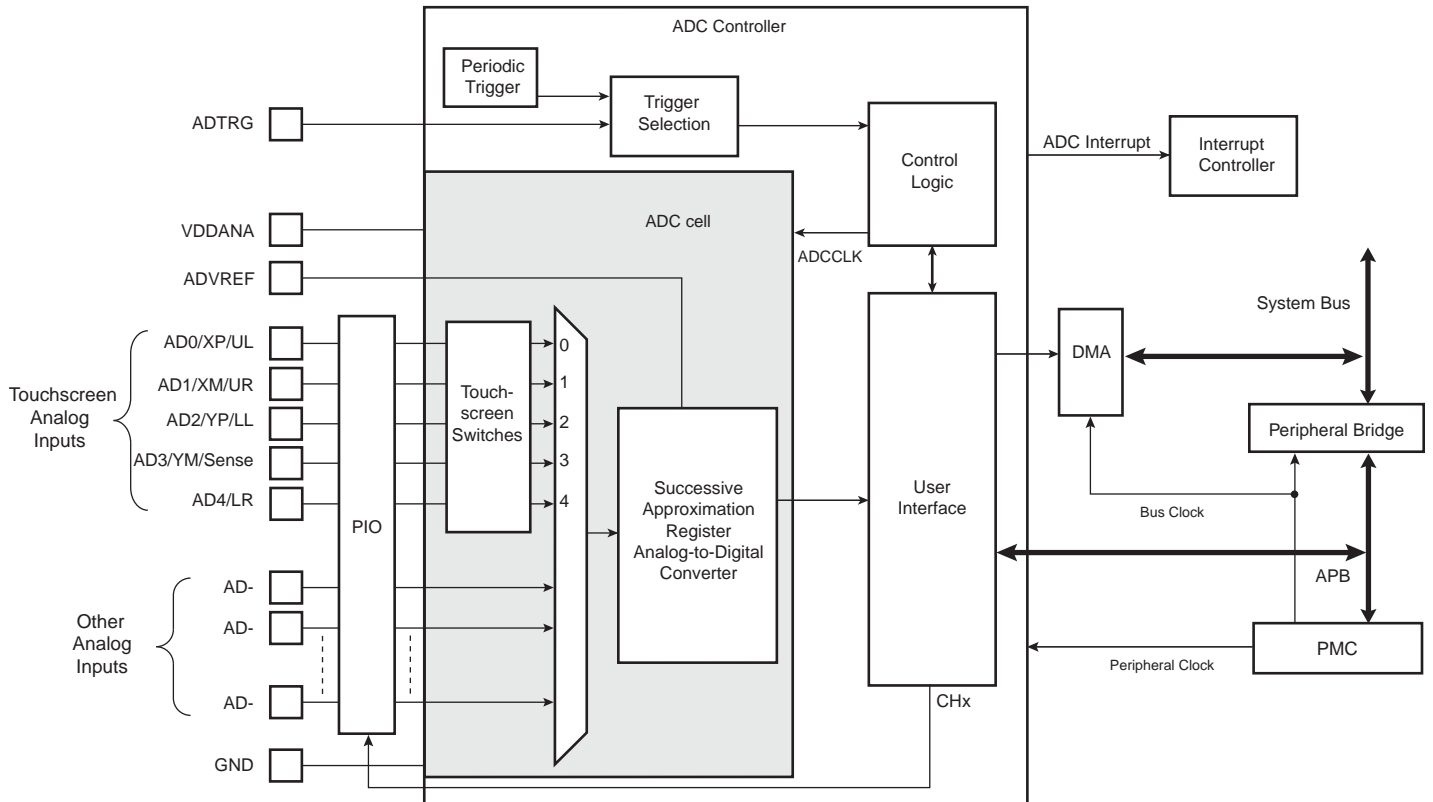 ADC Controller
Periodic
Trigger
Trigger
Selection
ADTRG
Control
Logic
ADC Interrupt
Interrupt
Controller
VDDANA
ADC cell
ADCCLK
ADVREF
System Bus
AD0/XP/UL
0
DMA
AD1/XM/UR
1
Touchscreen
Analog
Inputs
Touch-
screen
Switches
AD2/YP/LL
2
Peripheral Bridge
AD3/YM/Sense
3
AD4/LR
4
PIO
Successive
Approximation
Register
Analog-to-Digital
Converter
User
Interface
Bus Clock
APB
AD-
Other
Analog
Inputs
AD-
PMC
Peripheral Clock
AD-
CHx
GND